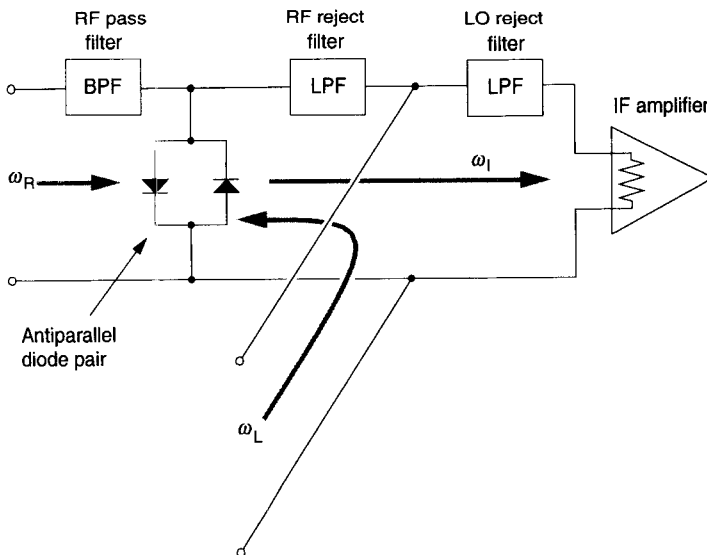 RF pass
filter
RF reject
filter
LO reject
filter
BPF
LPF
LPF
IF amplifier
ω_R
ω_I
Antiparallel
diode pair
ω_L